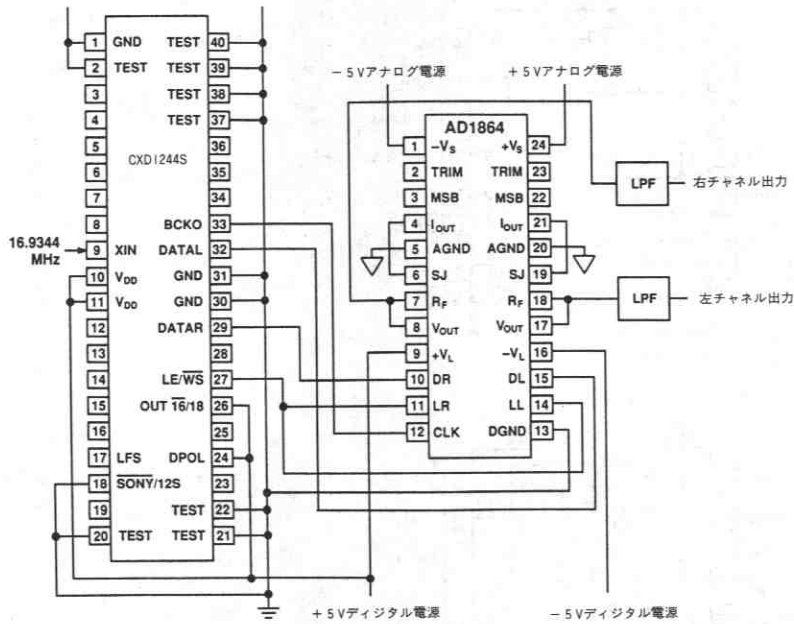 1 GND TEST 40
2 TEST TEST 39
3 TEST 38
4 TEST 37
5 36
CXD1244S
6 35
7 34
8 BCKO 33
16.9344
MHz
9 XIN DATAL 32
10 VDD GND 31
11 VDD GND 30
12 DATAR 29
13 28
14 LE/WS 27
15 OUT 16/18 26
16 25
17 LFS DPOL 24
18 SONY/12S 23
19 TEST 22
20 TEST TEST 21
−5Vアナログ電源
+5Vアナログ電源
AD1864
1 −VS +VS 24
2 TRIM TRIM 23
3 MSB MSB 22
4 IOUT IOUT 21
5 AGND AGND 20
6 SJ SJ 19
7 RF RF 18
8 VOUT VOUT 17
9 +VL −VL 16
10 DR DL 15
11 LR LL 14
12 CLK DGND 13
LPF 右チャネル出力
LPF 左チャネル出力
+5Vディジタル電源
−5Vディジタル電源